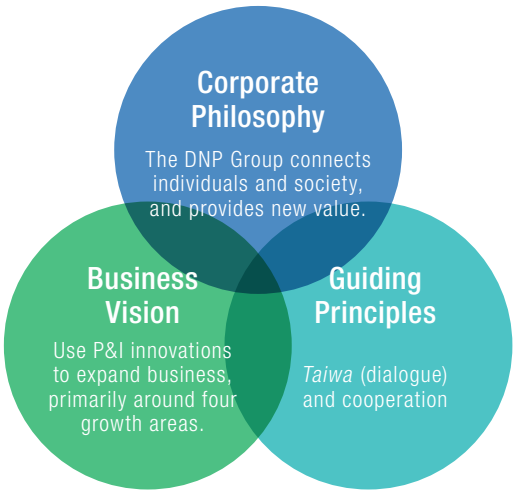 Corporate
Philosophy
The DNP Group connects
individuals and society,
and provides new value.
Business
Vision
Use P&I innovations
to expand business,
primarily around four
growth areas.
Guiding
Principles
Taiwa (dialogue)
and cooperation